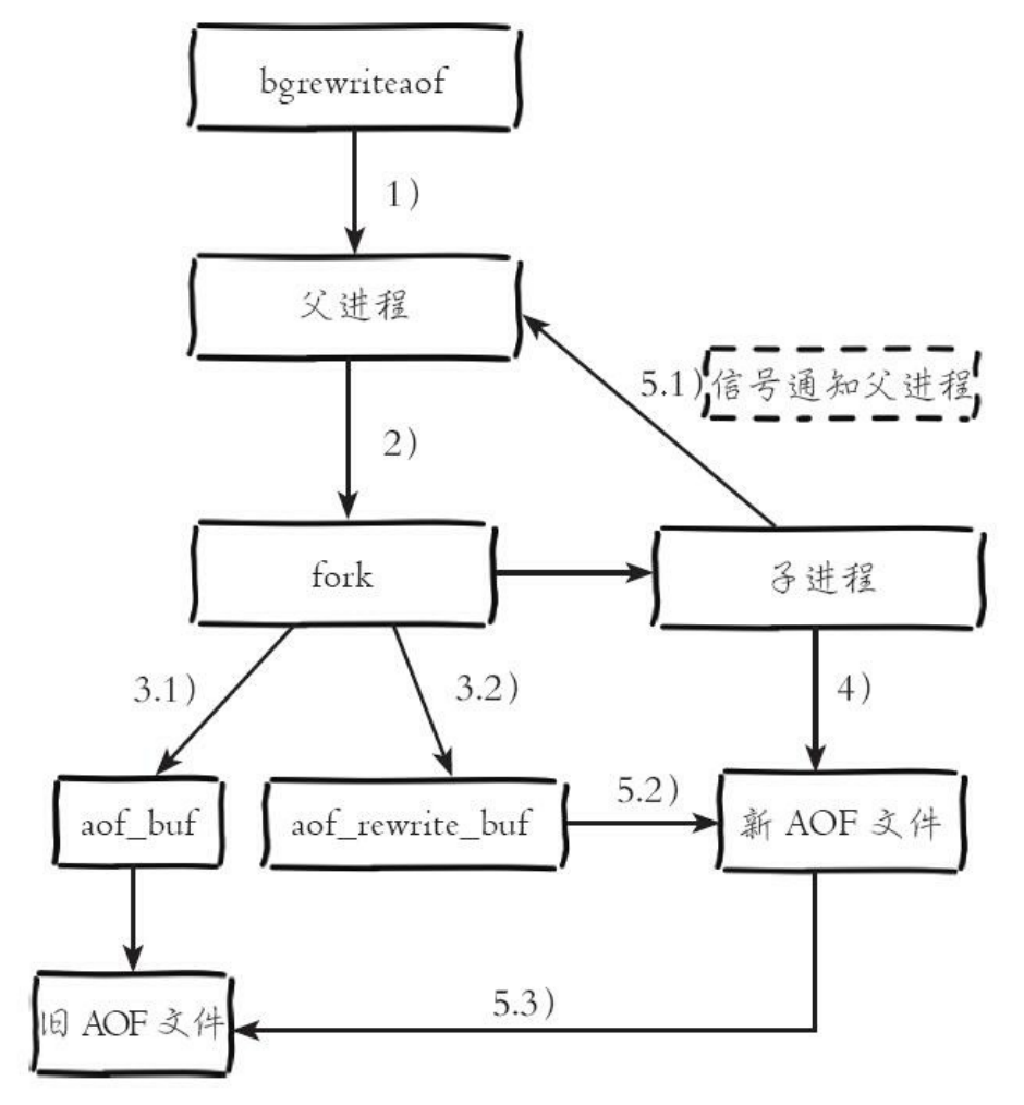 bgrewriteaof
1)
父进程
5.1) 信号通知父进程
2)
fork
子进程
3.1)
3.2)
4)
aof_buf
aof_rewrite_buf
5.2)
新 AOF 文件
旧 AOF 文件
5.3)